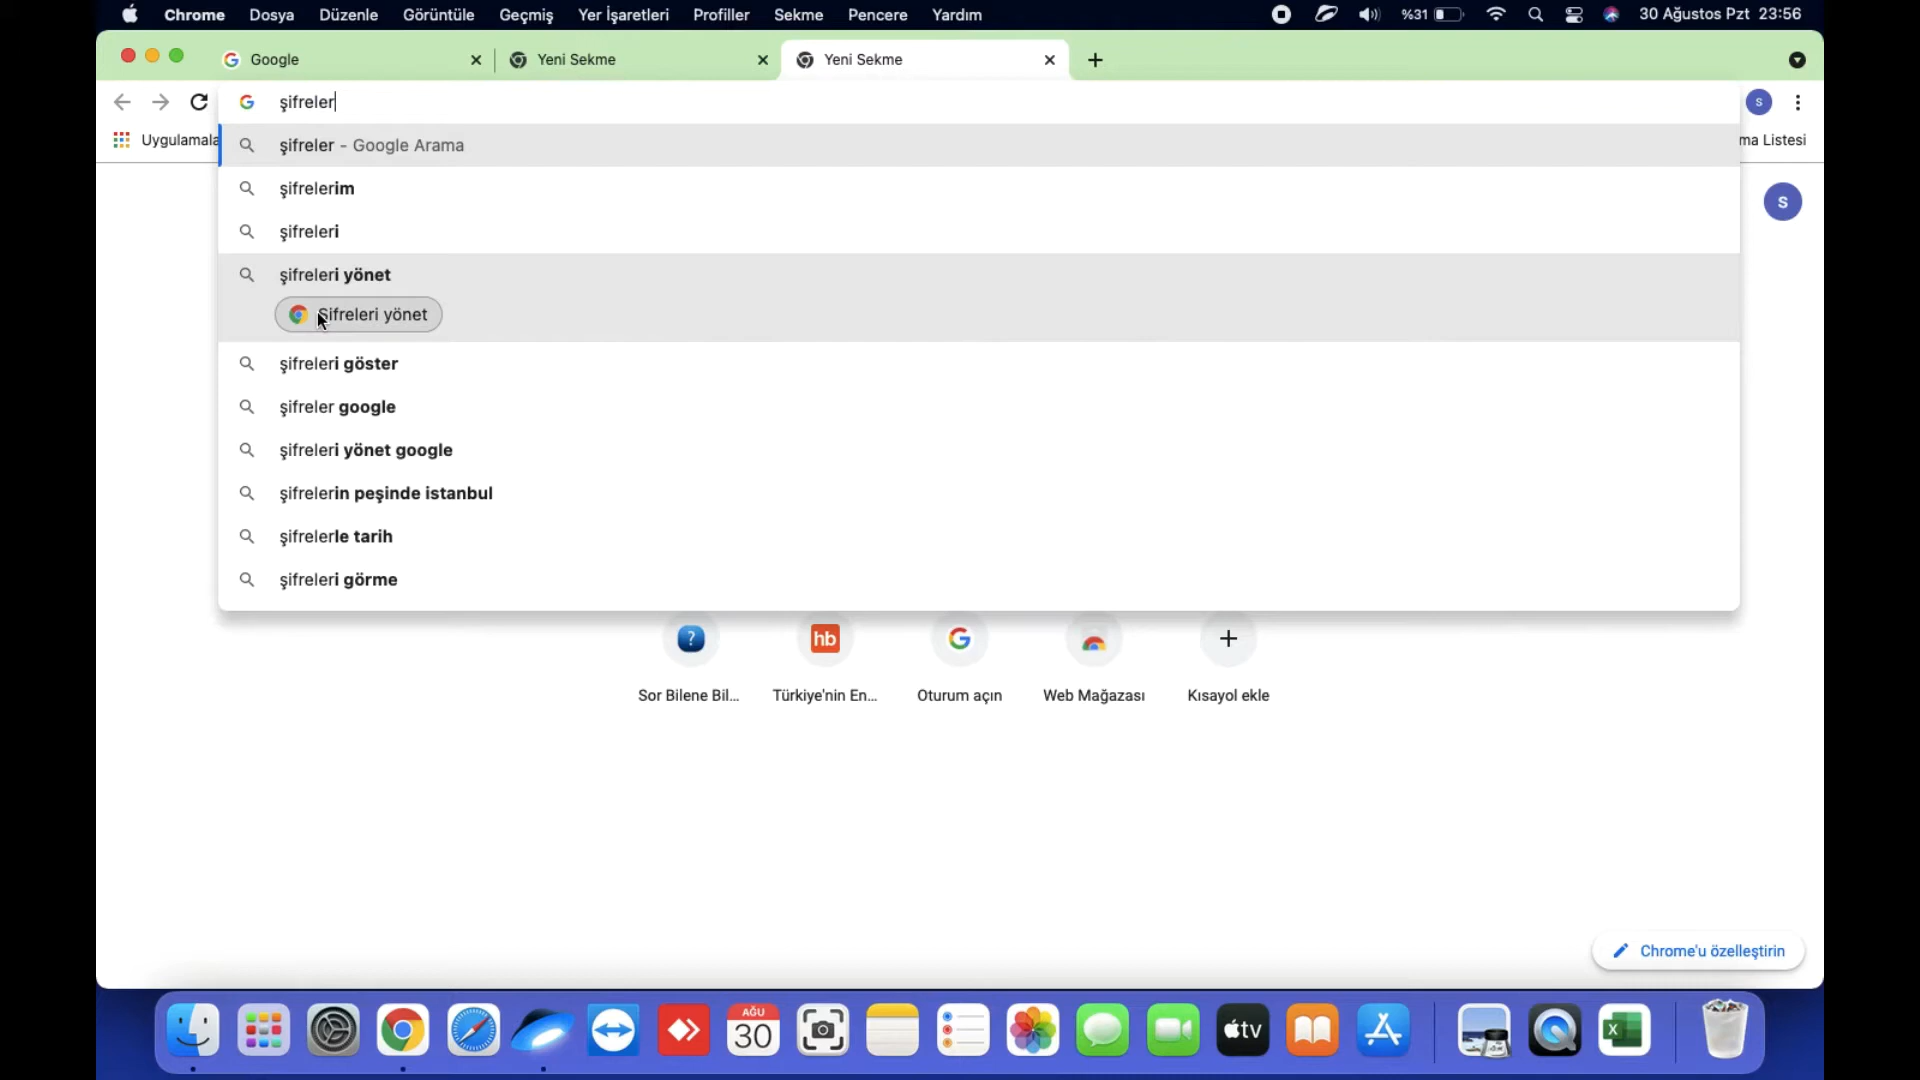 Chrome Dosya Düzenle Görüntüle Geçmiş Yer İşaretleri Profiller Sekme Pencere Yardım %31 30 Ağustos Pzt 23:56
Google Yeni Sekme Yeni Sekme
şifreler S
Uygulamala ma Listesi
şifreler - Google Arama
şifrelerim
S
şifreleri
şifreleri yönet
Şifreleri yönet
şifreleri göster
şifreler google
şifreleri yönet google
şifrelerin peşinde istanbul
şifrelerle tarih
şifreleri görme
? hb
Sor Bilene Bil... Türkiye'nin En... Oturum açın Web Mağazası Kısayol ekle
Chrome'u özelleştirin
AĞU
30
tv
X